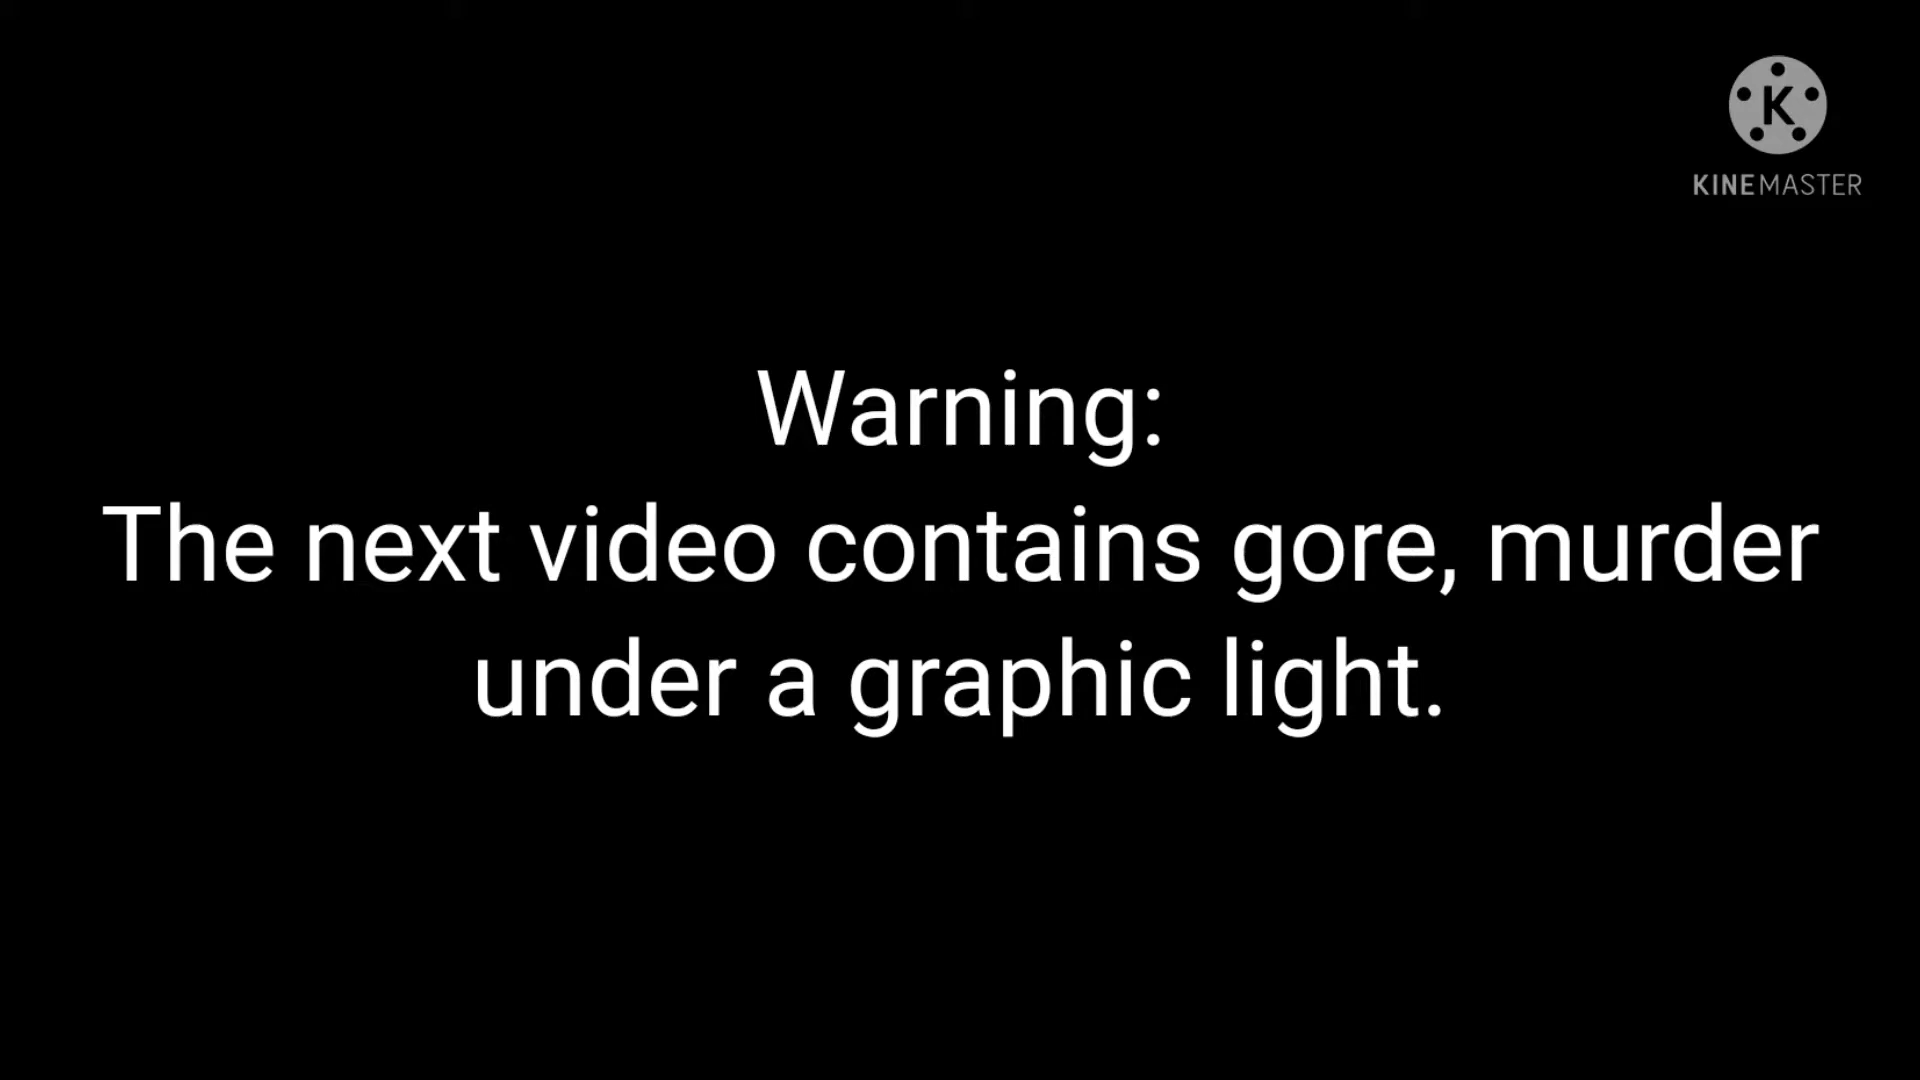 K
KINEMASTER
Warning:
The next video contains gore, murder
under a graphic light.